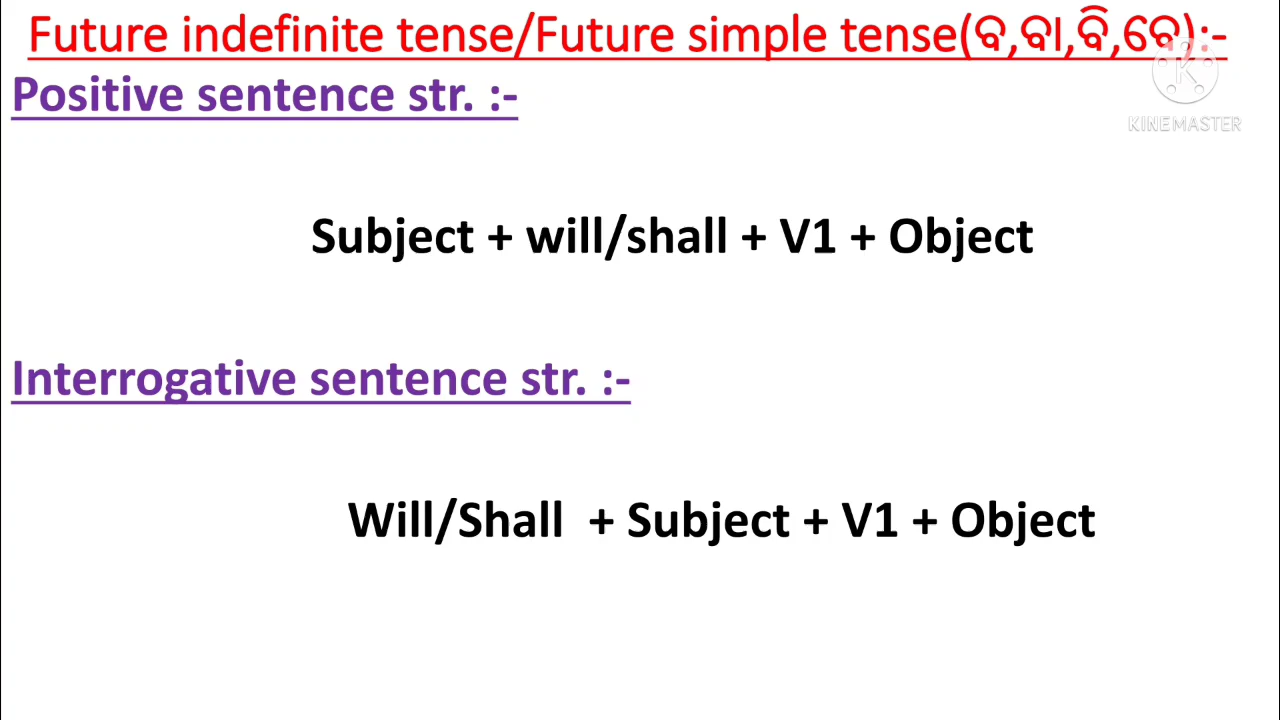 Future indefinite tense/Future simple tense(ବ,ବା,ବି,ବେ):-
Positive sentence str. :-
K
KINEMASTER
Subject + will/shall + V1 + Object
Interrogative sentence str. :-
Will/Shall + Subject + V1 + Object